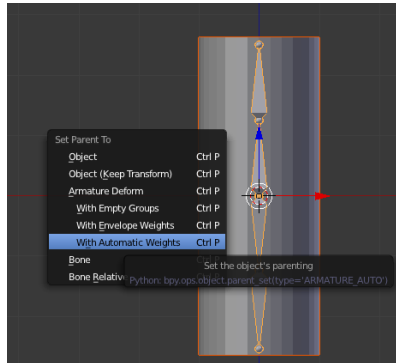 Set Parent To
Object Ctrl P
Object (Keep Transform) Ctrl P
Armature Deform Ctrl P
With Empty Groups Ctrl P
With Envelope Weights Ctrl P
With Automatic Weights Ctrl P
Bone
Set the object's parenting
Bone Relativ
Python: bpy.ops.object.parent_set(type='ARMATURE_AUTO')